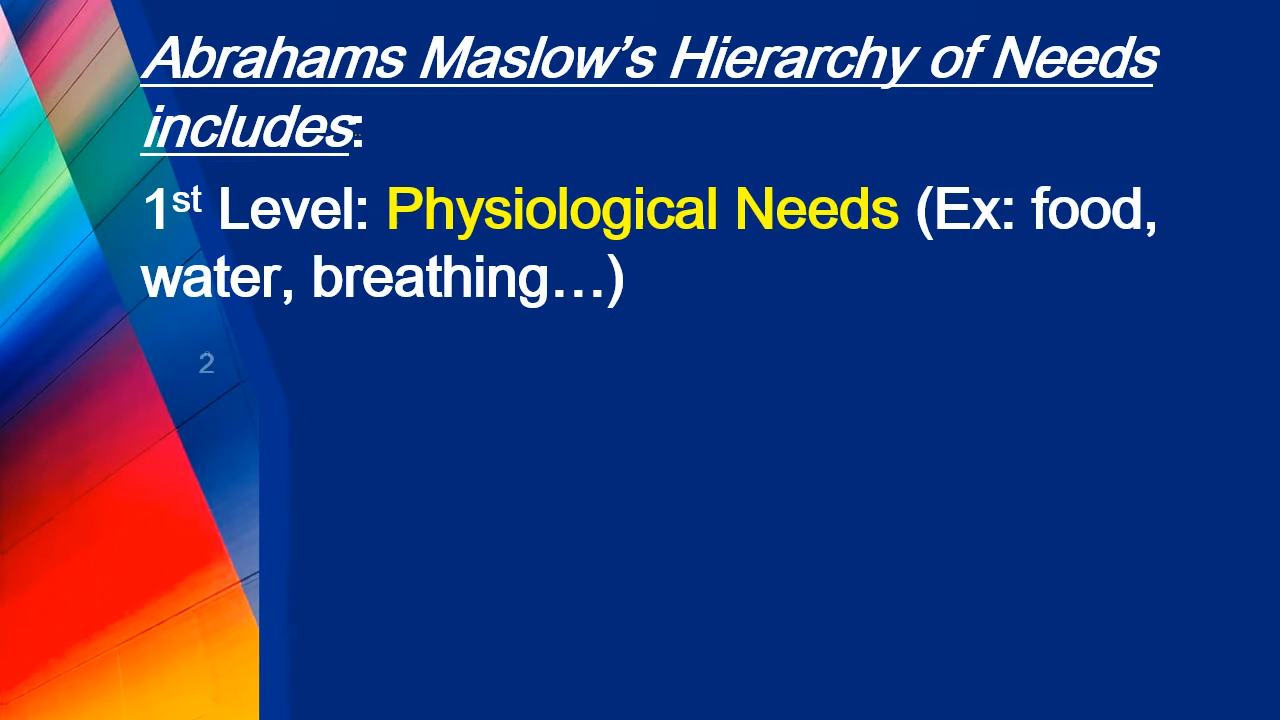 Abrahams Maslow’s Hierarchy of Needs
includes:
1st Level: Physiological Needs (Ex: food,
water, breathing…)
2